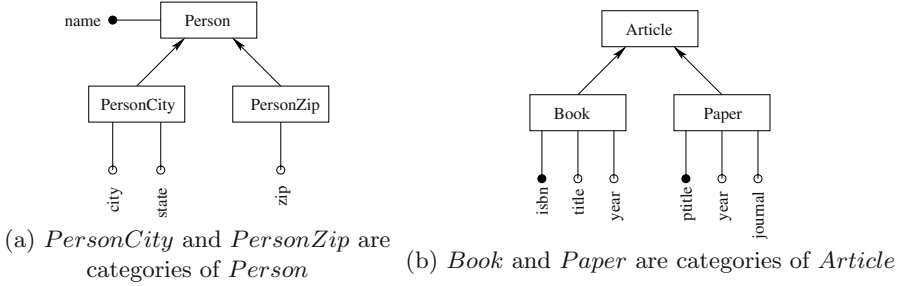 name
Person
PersonCity
PersonZip
city
state
zip
(a) PersonCity and PersonZip are
categories of Person
Article
Book
Paper
isbn
title
year
ptitle
year
journal
(b) Book and Paper are categories of Article